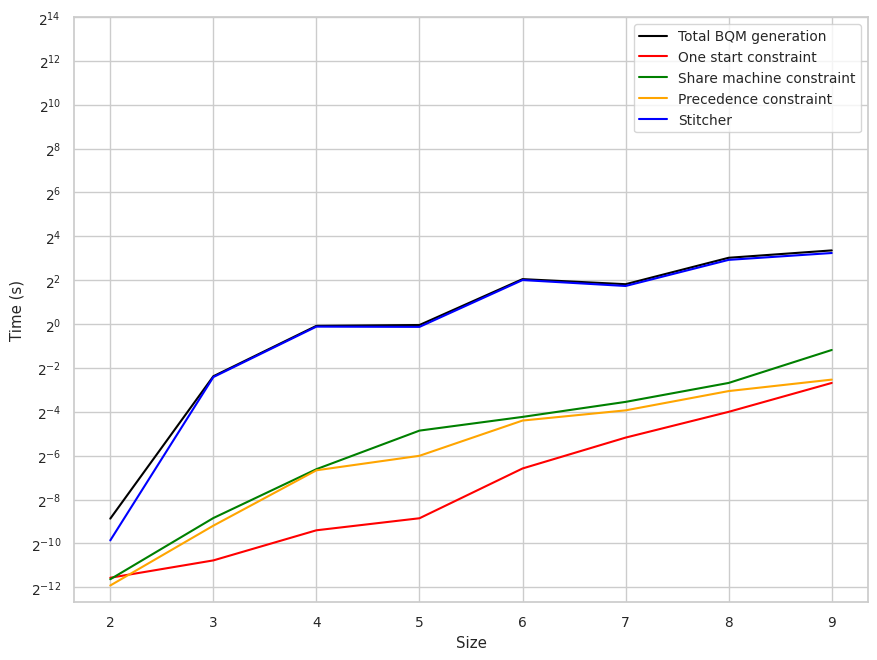 2^14
2^12
2^10
2^8
2^6
2^4
2^2
2^0
2^−2
2^−4
2^−6
2^−8
2^−10
2^−12
Time (s)
Total BQM generation
One start constraint
Share machine constraint
Precedence constraint
Stitcher
2 3 4 5 6 7 8 9
Size